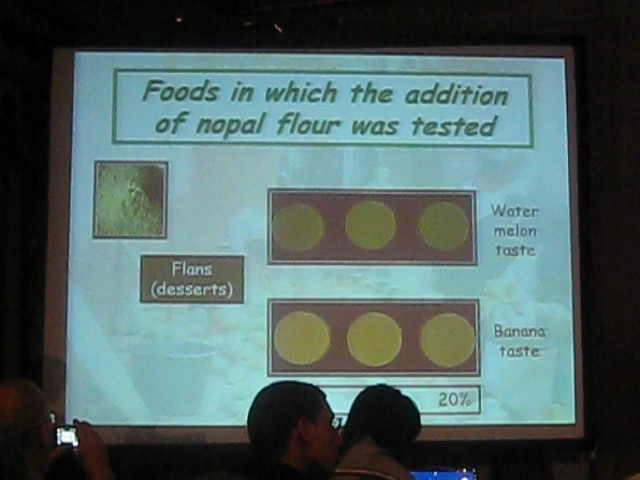 Foods in which the addition
of nopal flour was tested
Water
melon
taste
Flans
(desserts)
Banana
taste
20%